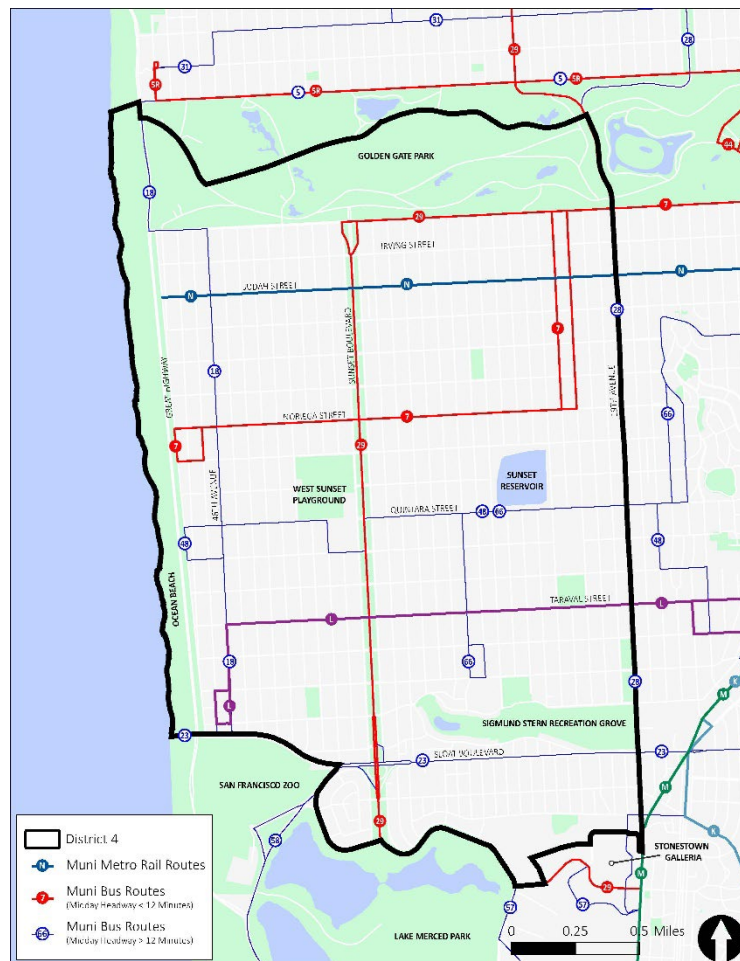 31
28
29
31
5R
5
5R
44
GOLDEN GATE PARK
18
29
7
IRVING STREET
JUDAH STREET
N
N
N
SUNSET BOULEVARD
7
28
GREAT HIGHWAY
18
19TH AVENUE
66
NORIEGA STREET
7
7
29
SUNSET
RESERVOIR
WEST SUNSET
PLAYGROUND
46TH AVENUE
QUINTARA STREET
48
66
48
48
OCEAN BEACH
TARAVAL STREET
L
L
18
66
28
L
M
K
SIGMUND STERN RECREATION GROVE
23
SLOAT BOULEVARD
23
23
SAN FRANCISCO ZOO
M
29
K
58
STONESTOWN
GALLERIA
M
29
57
57
LAKE MERCED PARK
District 4
N Muni Metro Rail Routes
7 Muni Bus Routes
(Midday Headway < 12 Minutes)
66 Muni Bus Routes
(Midday Headway > 12 Minutes)
0 0.25 0.5 Miles